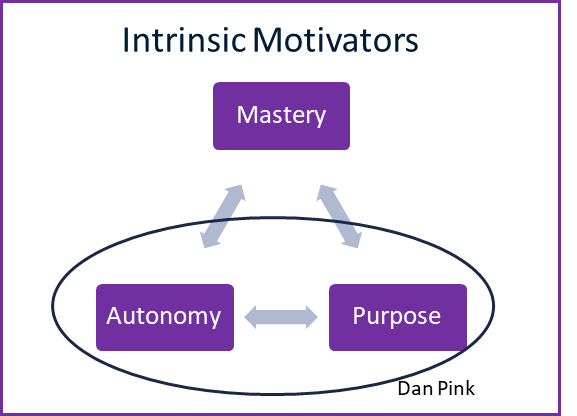 Intrinsic Motivators
Mastery
Autonomy
Purpose
Dan Pink